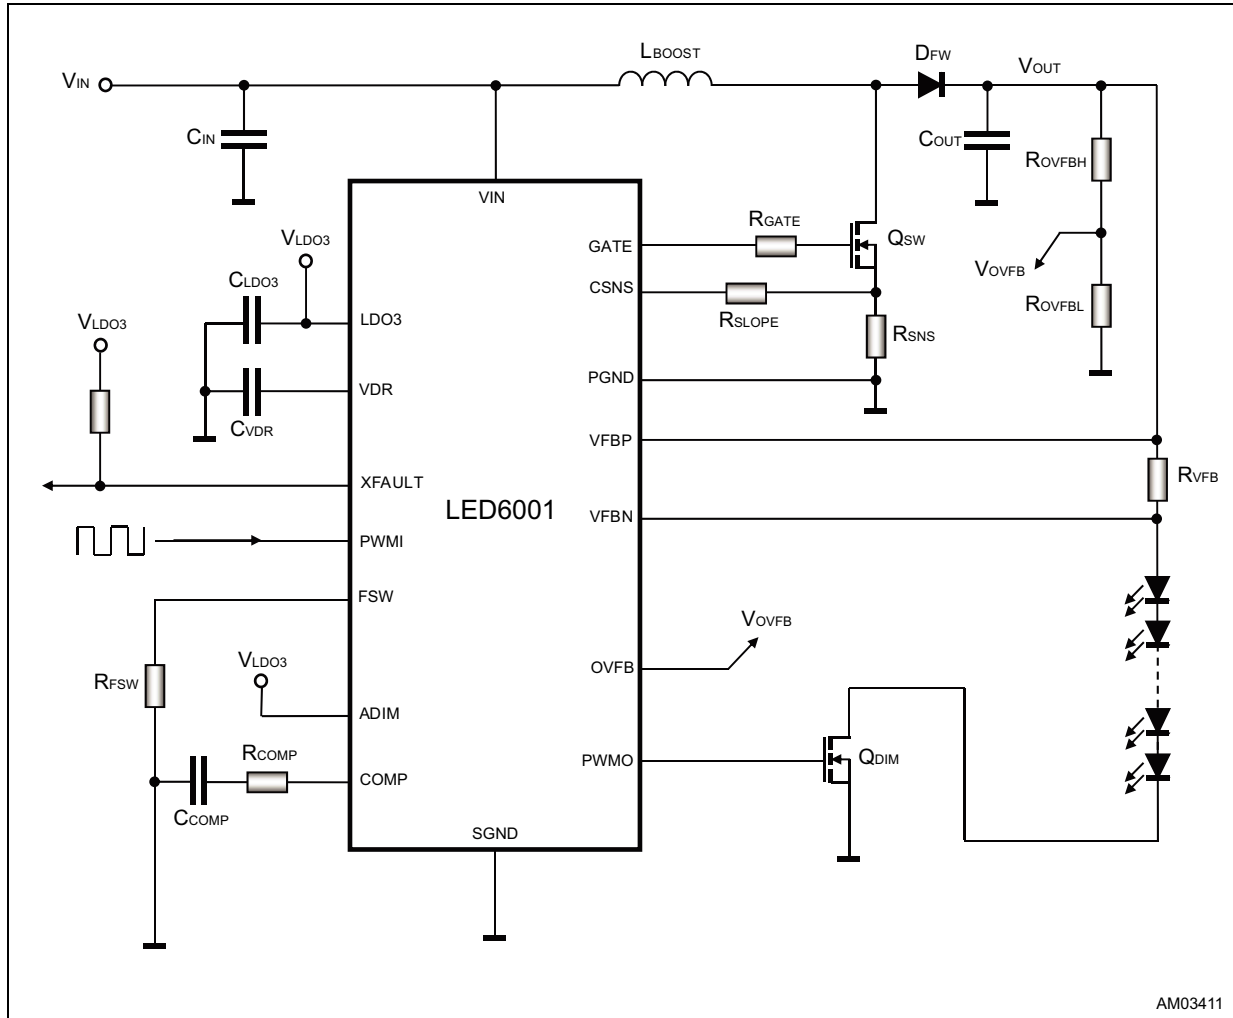 LBOOST
DFW
VOUT
VIN
CIN
COUT
ROVFBH
VIN
RGATE
GATE
QSW
VLDO3
VOVFB
CLDO3
CSNS
ROVFBL
LDO3
RSLOPE
RSNS
VLDO3
PGND
VDR
CVDR
VFBP
XFAULT
LED6001
RVFB
VFBN
PWMI
FSW
VOVFB
VLDO3
OVFB
RFSW
ADIM
RCOMP
PWMO
QDIM
COMP
CCOMP
SGND
AM03411